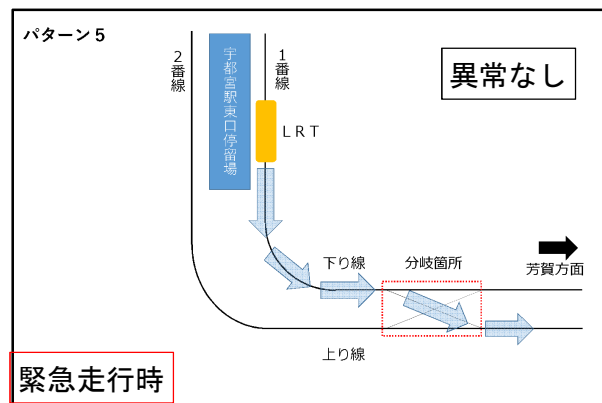 パターン５
２番線
宇都宮駅東口停留場
１番線
異常なし
ＬＲＴ
下り線
分岐箇所
芳賀方面
上り線
緊急走行時